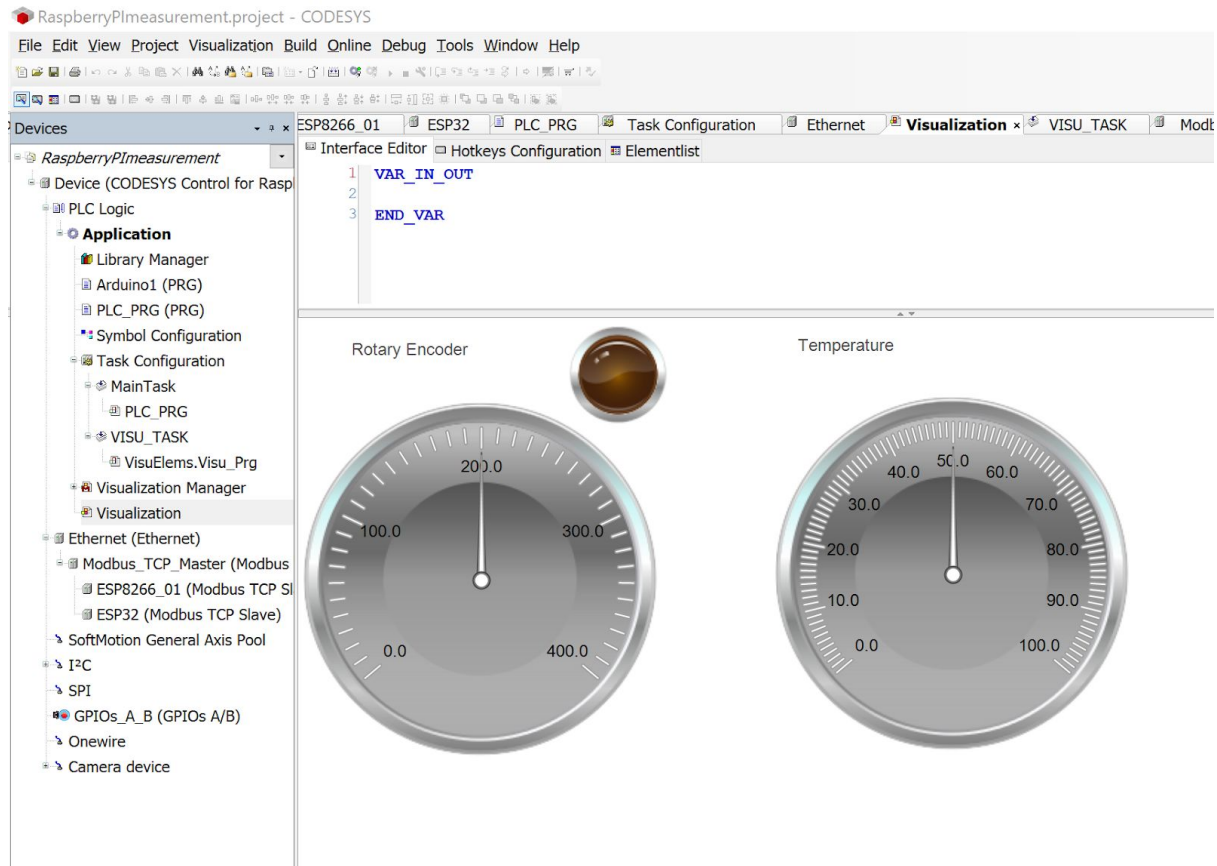 RaspberryPImeasurement.project - CODESYS
File Edit View Project Visualization Build Online Debug Tools Window Help
Devices
ESP8266_01 ESP32 PLC_PRG Task Configuration Ethernet Visualization VISU_TASK Modb
Interface Editor Hotkeys Configuration Elementlist
RaspberryPImeasurement
Device (CODESYS Control for Rasp
PLC Logic
Application
Library Manager
Arduino1 (PRG)
PLC_PRG (PRG)
Symbol Configuration
Task Configuration
MainTask
PLC_PRG
VISU_TASK
VisuElems.Visu_Prg
Visualization Manager
Visualization
Ethernet (Ethernet)
Modbus_TCP_Master (Modbus
ESP8266_01 (Modbus TCP Sl
ESP32 (Modbus TCP Slave)
SoftMotion General Axis Pool
I²C
SPI
GPIOs_A_B (GPIOs A/B)
Onewire
Camera device
1 VAR_IN_OUT
2
3 END_VAR
Rotary Encoder
200.0
100.0 300.0
0.0 400.0
Temperature
50.0
40.0 60.0
30.0 70.0
20.0 80.0
10.0 90.0
0.0 100.0